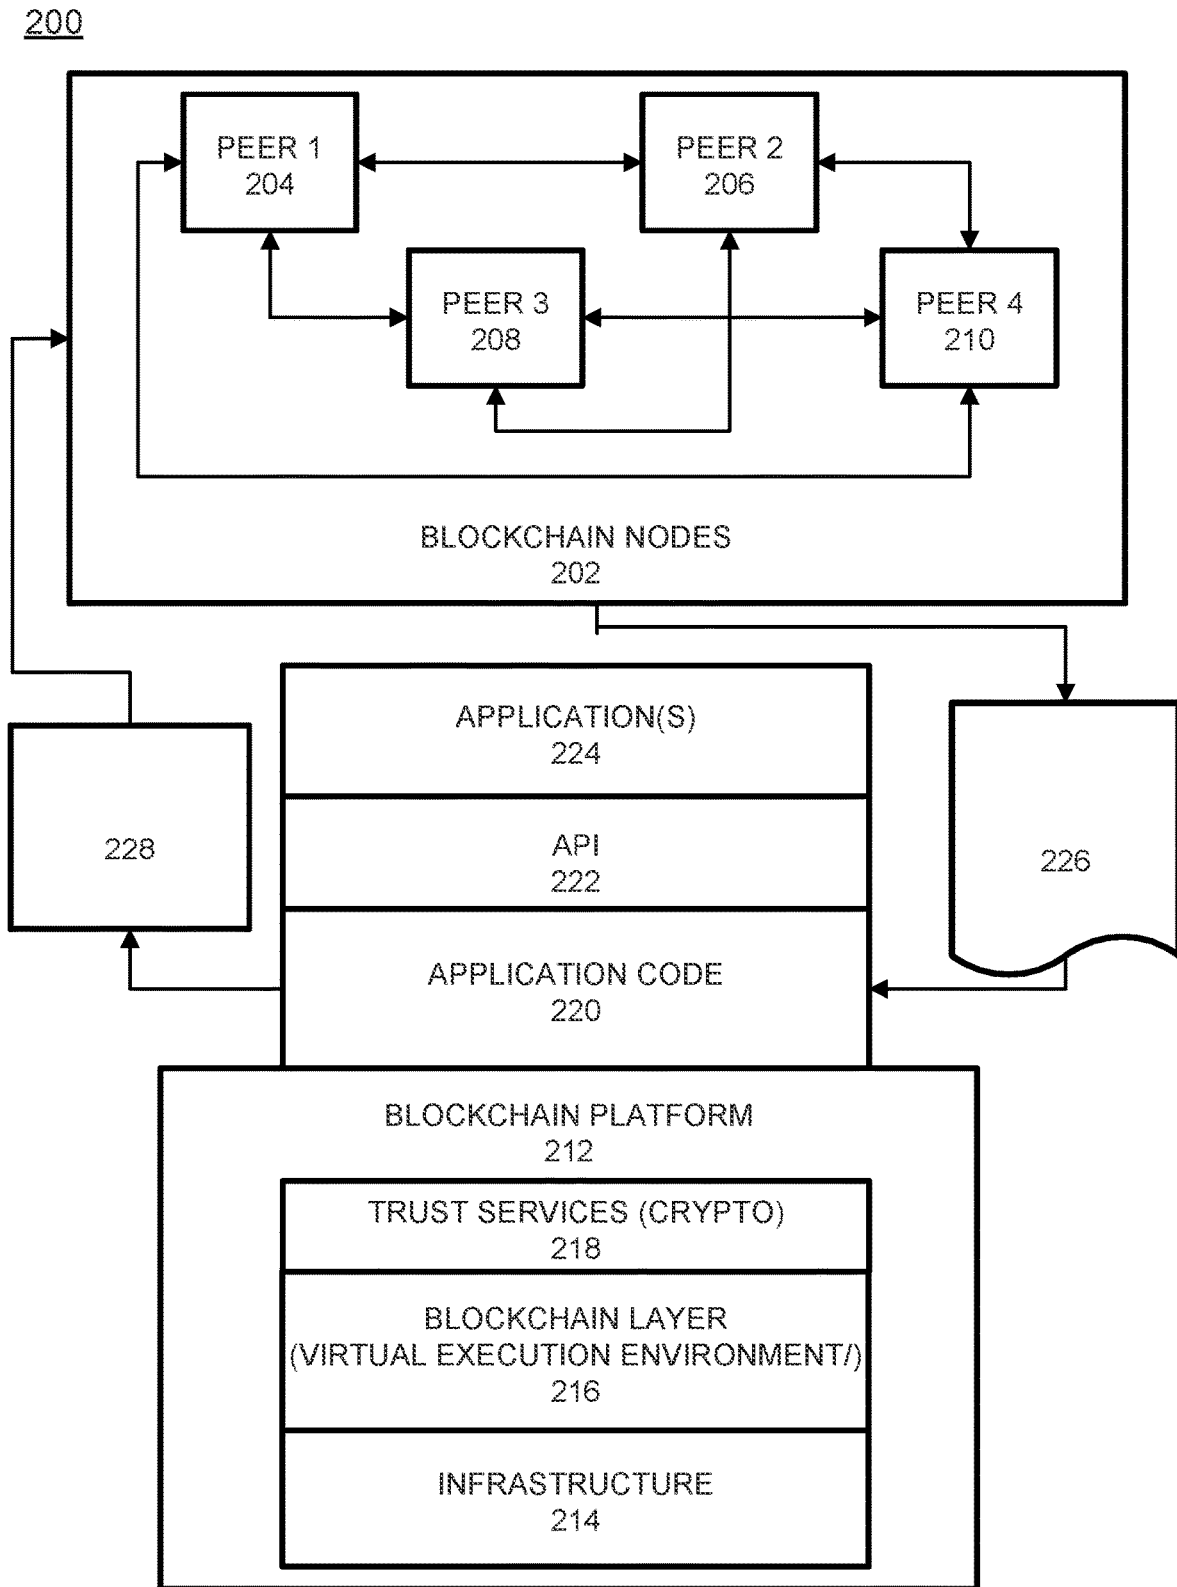 200
PEER 1
204
PEER 2
206
PEER 3
208
PEER 4
210
BLOCKCHAIN NODES
202
APPLICATION(S)
224
228
API
222
226
APPLICATION CODE
220
BLOCKCHAIN PLATFORM
212
TRUST SERVICES (CRYPTO)
218
BLOCKCHAIN LAYER
(VIRTUAL EXECUTION ENVIRONMENT/)
216
INFRASTRUCTURE
214